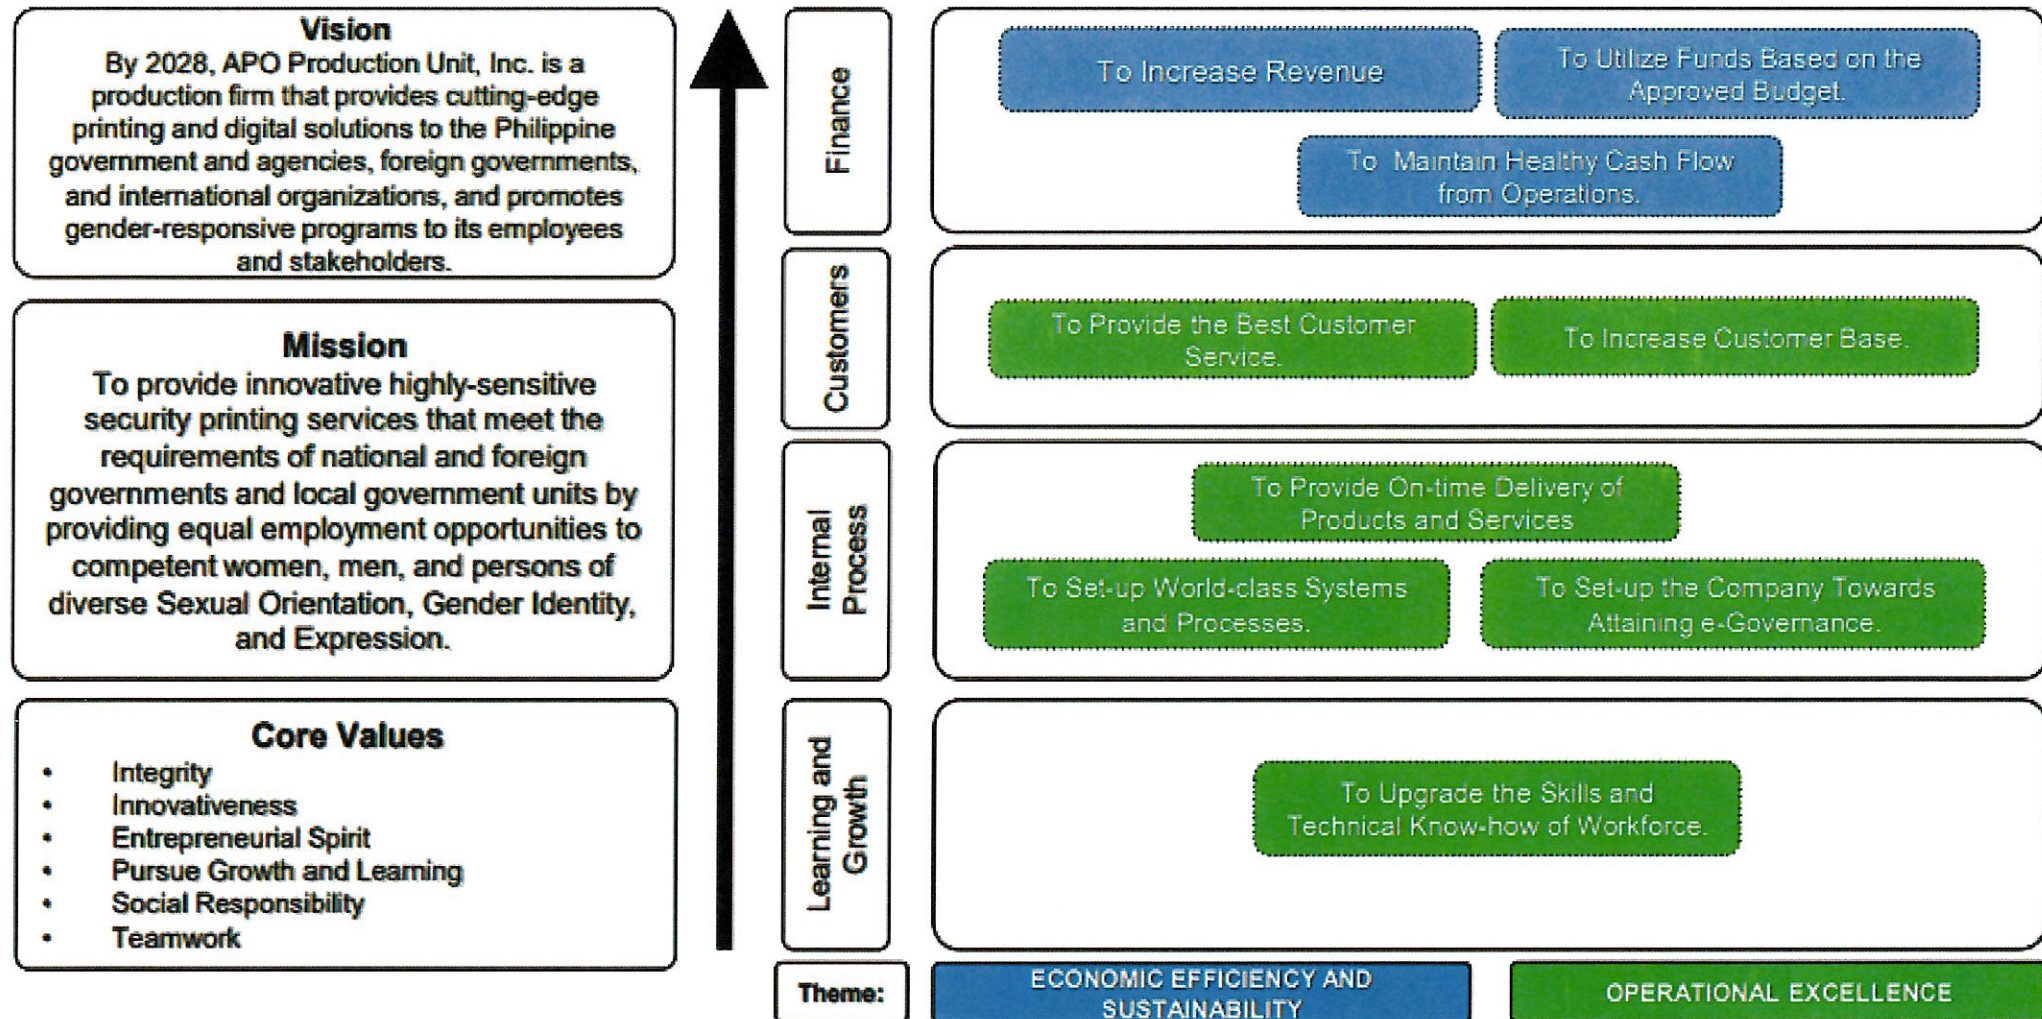 Vision
By 2028, APO Production Unit, Inc. is a
production firm that provides cutting-edge
printing and digital solutions to the Philippine
government and agencies, foreign governments,
and international organizations, and promotes
gender-responsive programs to its employees
and stakeholders.
Mission
To provide innovative highly-sensitive
security printing services that meet the
requirements of national and foreign
governments and local government units by
providing equal employment opportunities to
competent women, men, and persons of
diverse Sexual Orientation, Gender Identity,
and Expression.
Core Values
• Integrity
• Innovativeness
• Entrepreneurial Spirit
• Pursue Growth and Learning
• Social Responsibility
• Teamwork
Finance
To Increase Revenue
To Utilize Funds Based on the
Approved Budget.
To Maintain Healthy Cash Flow
from Operations.
Customers
To Provide the Best Customer
Service.
To Increase Customer Base.
Internal
Process
To Provide On-time Delivery of
Products and Services
To Set-up World-class Systems
and Processes.
To Set-up the Company Towards
Attaining e-Governance.
Learning and
Growth
To Upgrade the Skills and
Technical Know-how of Workforce.
Theme:
ECONOMIC EFFICIENCY AND
SUSTAINABILITY
OPERATIONAL EXCELLENCE